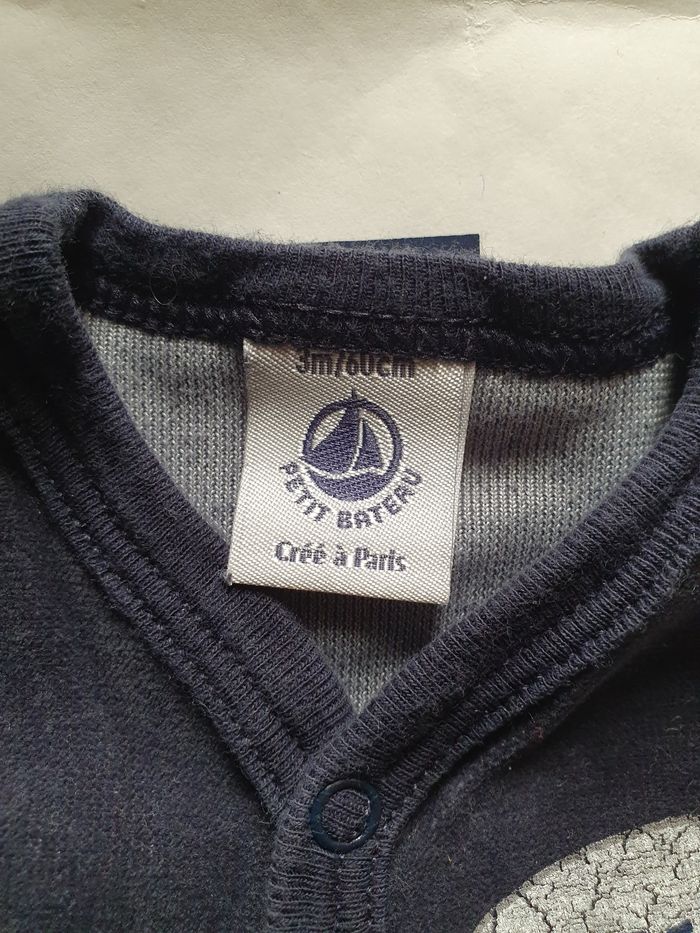 3m/60cm
PETIT BATEAU
Créé à Paris